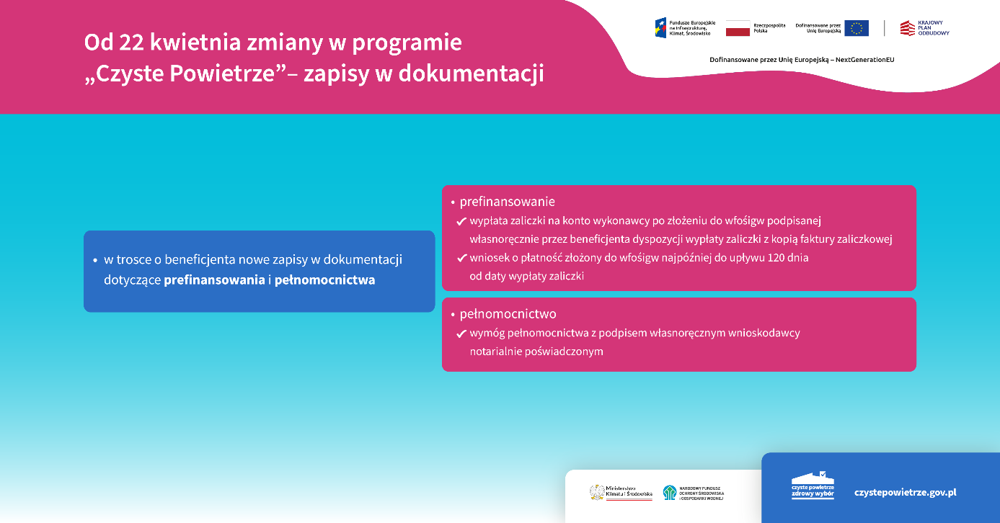 Od 22 kwietnia zmiany w programie
„Czyste Powietrze”– zapisy w dokumentacji
Fundusze Europejskie
na Infrastrukturę,
Klimat, Środowisko
Rzeczpospolita
Polska
Dofinansowane przez
Unię Europejską
KRAJOWY
PLAN
ODBUDOWY
Dofinansowane przez Unię Europejską – NextGenerationEU
• w trosce o beneficjenta nowe zapisy w dokumentacji
dotyczące prefinansowania i pełnomocnictwa
• prefinansowanie
✓ wypłata zaliczki na konto wykonawcy po złożeniu do wfośigw podpisanej
własnoręcznie przez beneficjenta dyspozycji wypłaty zaliczki z kopią faktury zaliczkowej
✓ wniosek o płatność złożony do wfośigw najpóźniej do upływu 120 dnia
od daty wypłaty zaliczki
• pełnomocnictwo
✓ wymóg pełnomocnictwa z podpisem własnoręcznym wnioskodawcy
notarialnie poświadczonym
Ministerstwo
Klimatu i Środowiska
NARODOWY FUNDUSZ
OCHRONY ŚRODOWISKA
i GOSPODARKI WODNEJ
czyste powietrze
zdrowy wybór
czystepowietrze.gov.pl